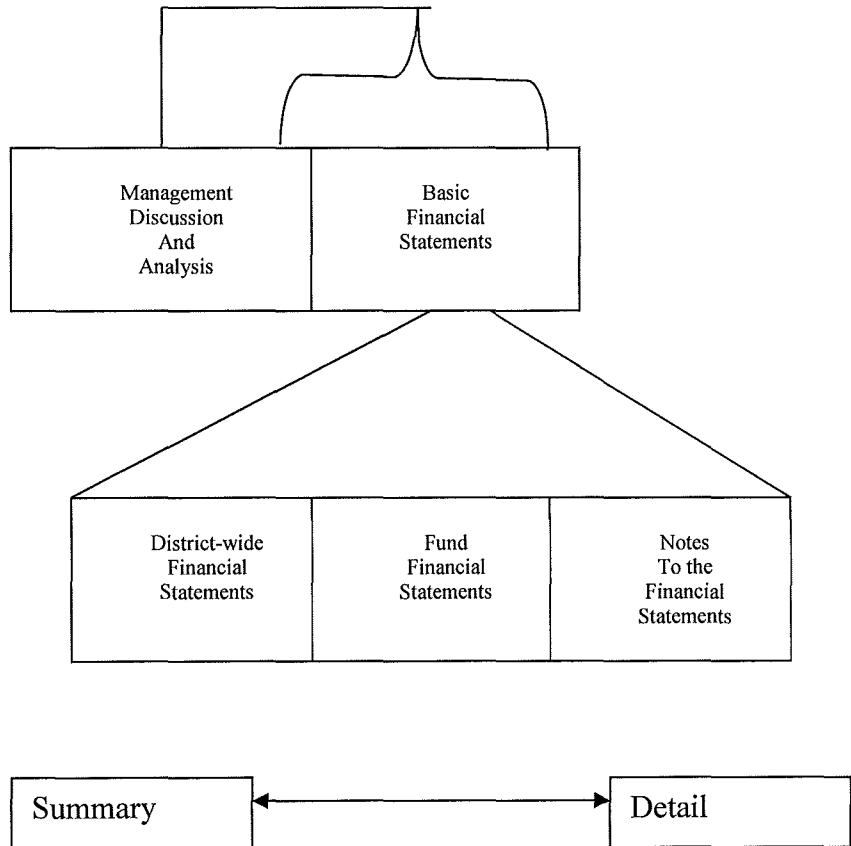 Management
Discussion
And
Analysis
Basic
Financial
Statements
District-wide
Financial
Statements
Fund
Financial
Statements
Notes
To the
Financial
Statements
Summary
Detail